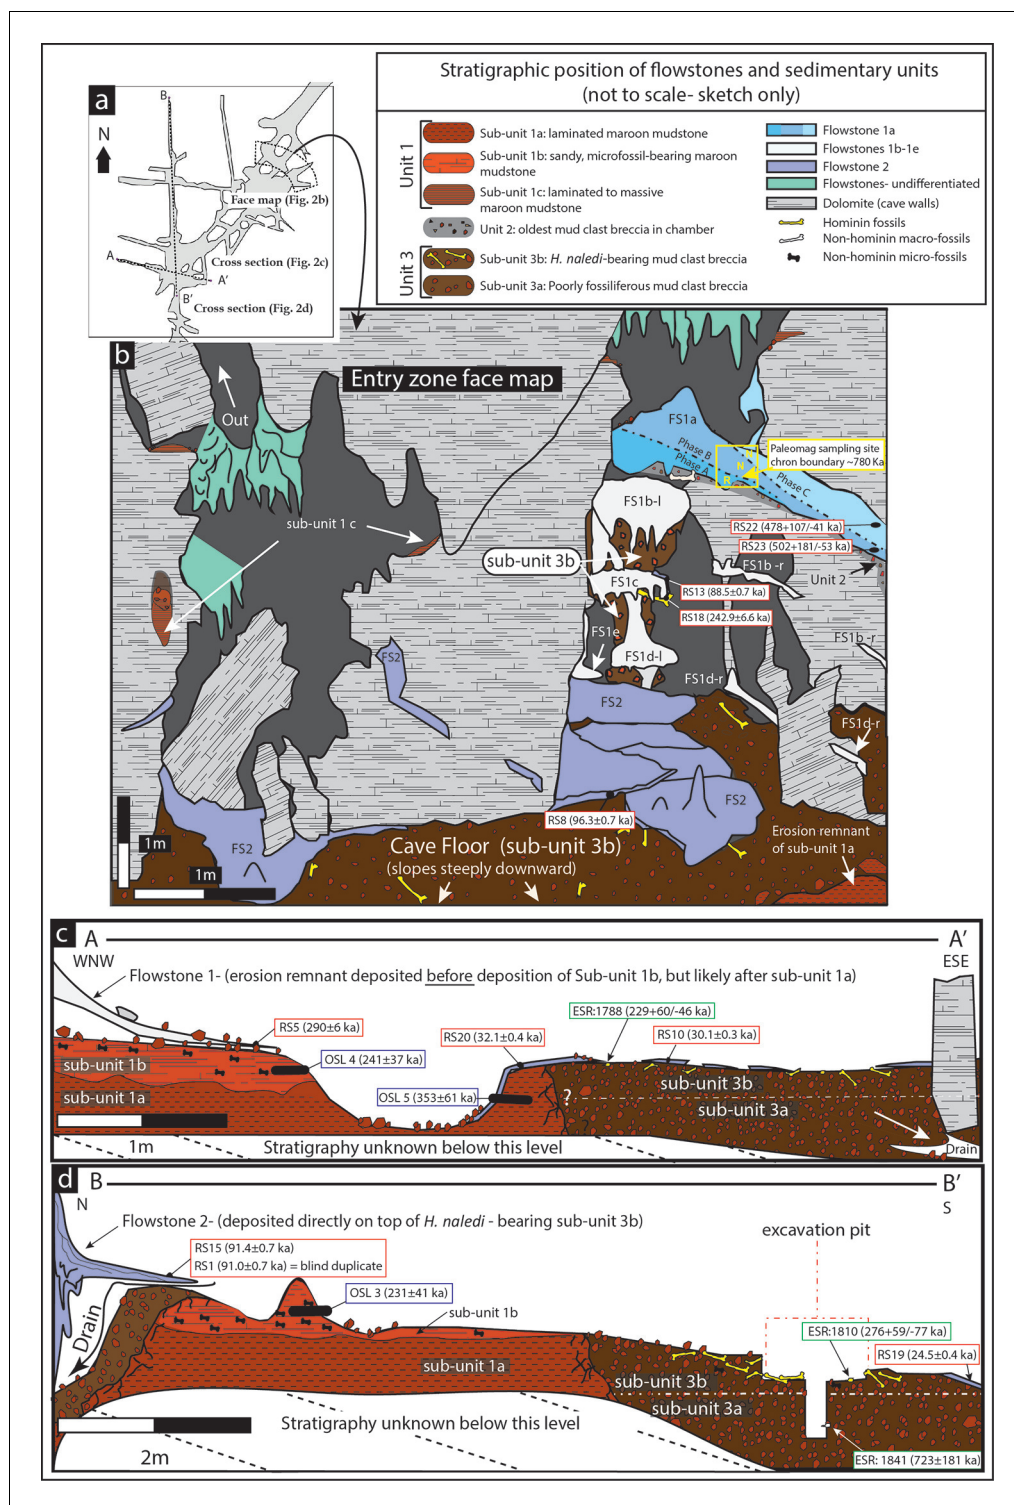 Stratigraphic position of flowstones and sedimentary units
(not to scale- sketch only)
Unit 1
Sub-unit 1a: laminated maroon mudstone
Sub-unit 1b: sandy, microfossil-bearing maroon
mudstone
Sub-unit 1c: laminated to massive
maroon mudstone
Unit 2: oldest mud clast breccia in chamber
Unit 3
Sub-unit 3b: H. naledi-bearing mud clast breccia
Sub-unit 3a: Poorly fossiliferous mud clast breccia
Flowstone 1a
Flowstones 1b-1e
Flowstone 2
Flowstones- undifferentiated
Dolomite (cave walls)
Hominin fossils
Non-hominin macro-fossils
Non-hominin micro-fossils
a
N
B
Face map (Fig. 2b)
A
Cross section (Fig. 2c)
A'
B'
Cross section (Fig. 2d)
b
Entry zone face map
Out
FS1a
Phase B
Phase A
Phase C
N
R
Paleomag sampling site
chron boundary ~780 Ka
sub-unit 1 c
FS1b-l
RS22 (478+107/-41 ka)
RS23 (502+181/-53 ka)
sub-unit 3b
FS1b -r
Unit 2
FS1c
RS13 (88.5±0.7 ka)
RS18 (242.9±6.6 ka)
FS1e
FS1b -r
FS2
FS1d-l
FS1d-r
FS2
FS1d-r
FS2
RS8 (96.3±0.7 ka)
FS2
1m
1m
Cave Floor (sub-unit 3b)
(slopes steeply downward)
Erosion remnant
of sub-unit 1a
c
A
A'
WNW
ESE
Flowstone 1- (erosion remnant deposited before deposition of Sub-unit 1b, but likely after sub-unit 1a)
ESR:1788 (229+60/-46 ka)
RS5 (290±6 ka)
RS20 (32.1±0.4 ka)
RS10 (30.1±0.3 ka)
OSL 4 (241±37 ka)
sub-unit 1b
sub-unit 3b
OSL 5 (353±61 ka)
sub-unit 1a
?
sub-unit 3a
1m
Stratigraphy unknown below this level
Drain
d
B
B'
N
S
Flowstone 2- (deposited directly on top of H. naledi - bearing sub-unit 3b)
excavation pit
RS15 (91.4±0.7 ka)
RS1 (91.0±0.7 ka) = blind duplicate
OSL 3 (231±41 ka)
sub-unit 1b
ESR:1810 (276+59/-77 ka)
RS19 (24.5±0.4 ka)
Drain
sub-unit 1a
sub-unit 3b
sub-unit 3a
Stratigraphy unknown below this level
2m
ESR: 1841 (723±181 ka)